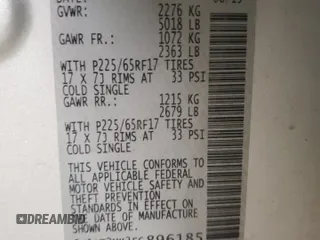 GVWR: 2276 KG
5018 LB
GAWR FR.: 1072 KG
2363 LB
WITH P225/65RF17 TIRES
17 X 7J RIMS AT 33 PSI
COLD SINGLE
GAWR RR.: 1215 KG
2679 LB
WITH P225/65RF17 TIRES
17 X 7J RIMS AT 33 PSI
COLD SINGLE
THIS VEHICLE CONFORMS TO
ALL APPLICABLE FEDERAL
MOTOR VEHICLE SAFETY
AND THEFT PREVENTION
STANDARDS IN EFFECT ON
THE DATE OF MANUFACTURE
SHOWN ABOVE.
DREAMBID